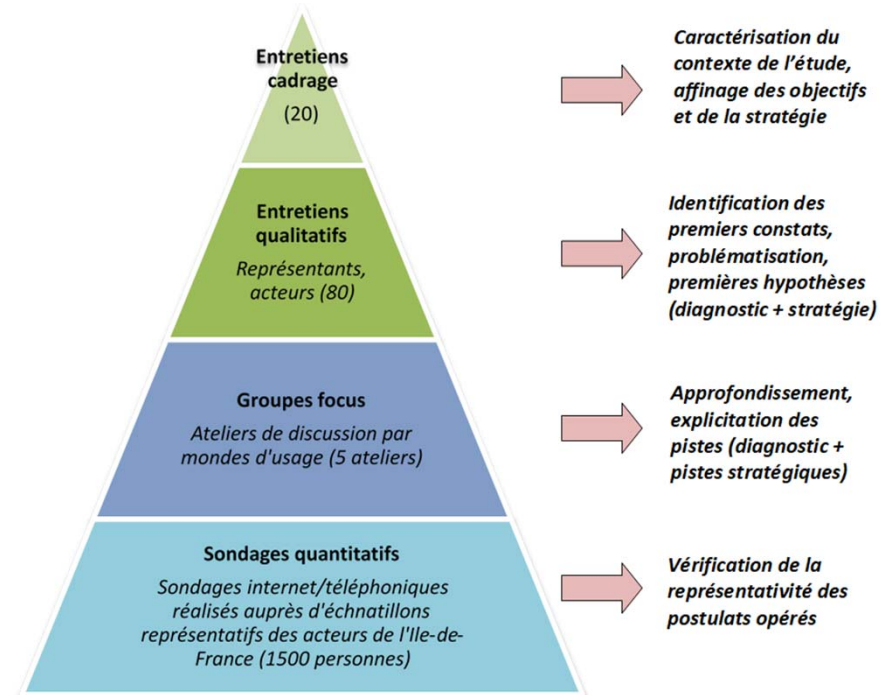 Entretiens
cadrage
(20)
Caractérisation du
contexte de l'étude,
affinage des objectifs
et de la stratégie
Entretiens
qualitatifs
Représentants,
acteurs (80)
Identification des
premiers constats,
problématisation,
premières hypothèses
(diagnostic + stratégie)
Groupes focus
Ateliers de discussion par
mondes d'usage (5 ateliers)
Approfondissement,
explicitation des
pistes (diagnostic +
pistes stratégiques)
Sondages quantitatifs
Sondages internet/téléphoniques
réalisés auprès d'échnatillons
représentatifs des acteurs de l'Ile-de-
France (1500 personnes)
Vérification de la
représentativité des
postulats opérés